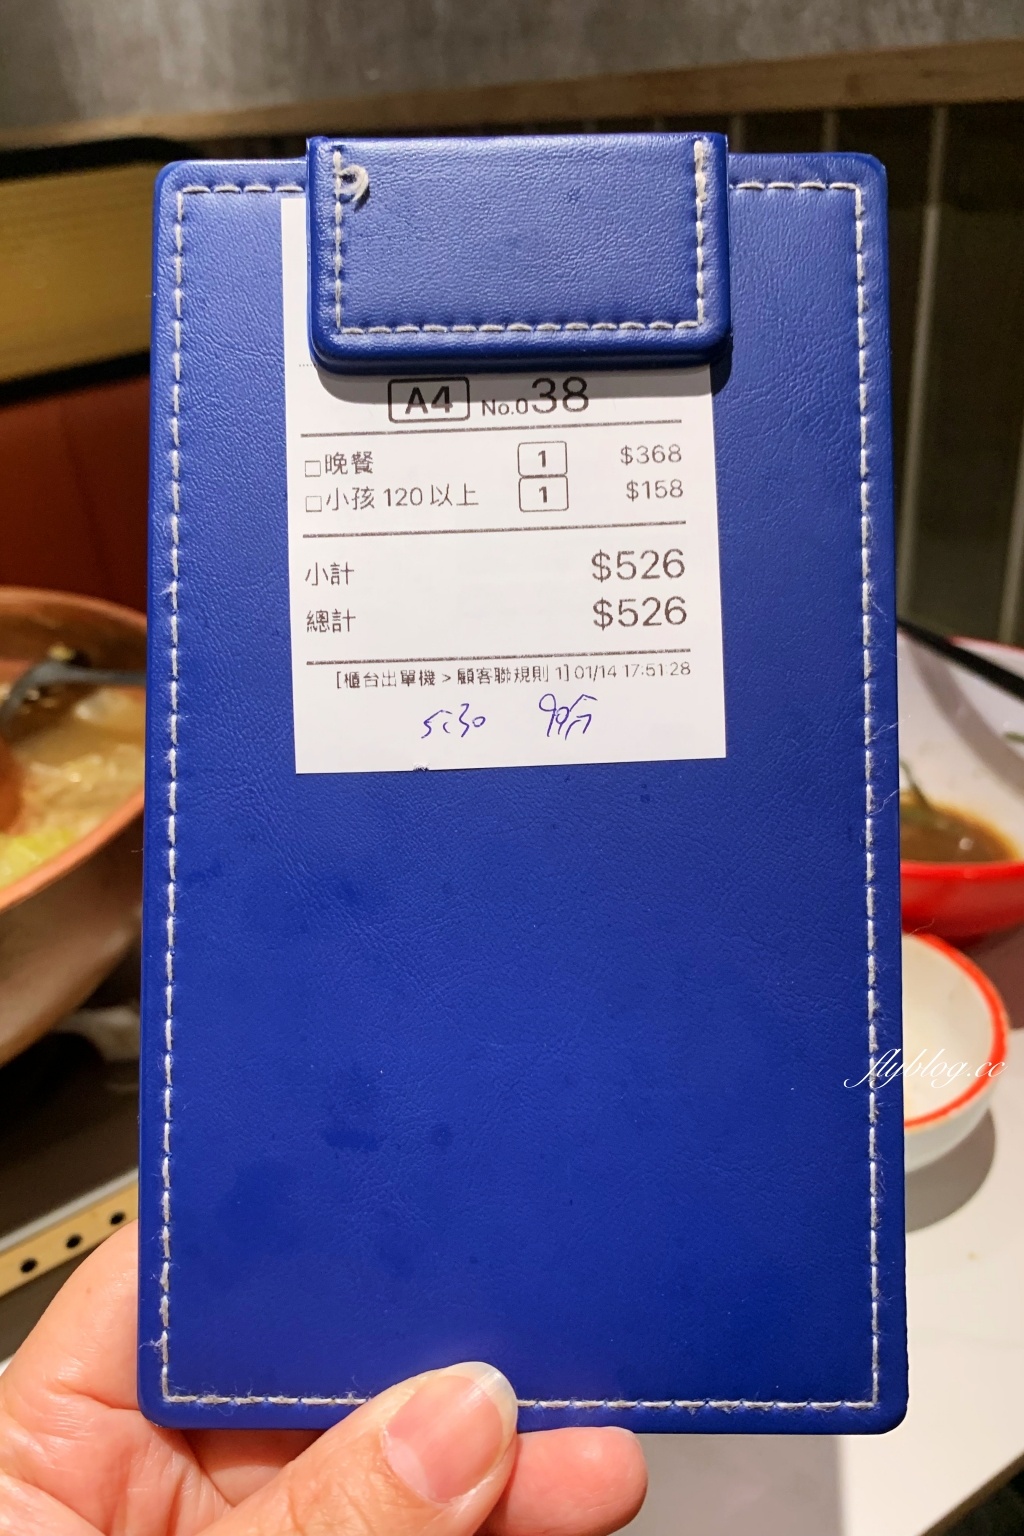 A4 No.038
□晚餐 1 $368
□小孩 120 以上 1 $158
小計 $526
總計 $526
[櫃台出單機 > 顧客聯規則 1] 01/14 17:51:28
5:30
flyblog.cc